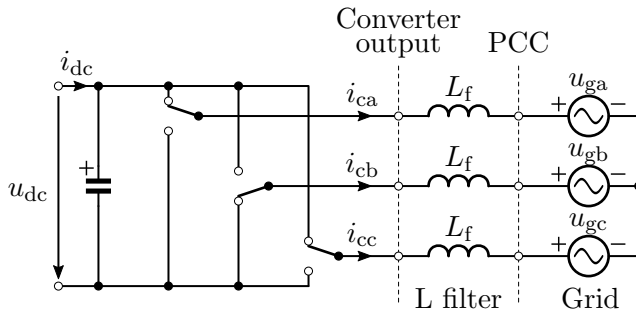 Converter
output
PCC
i_dc
L_f
u_ga
i_ca
+
−
u_gb
i_cb
L_f
+
−
+
u_dc
u_gc
i_cc
L_f
+
−
L filter
Grid